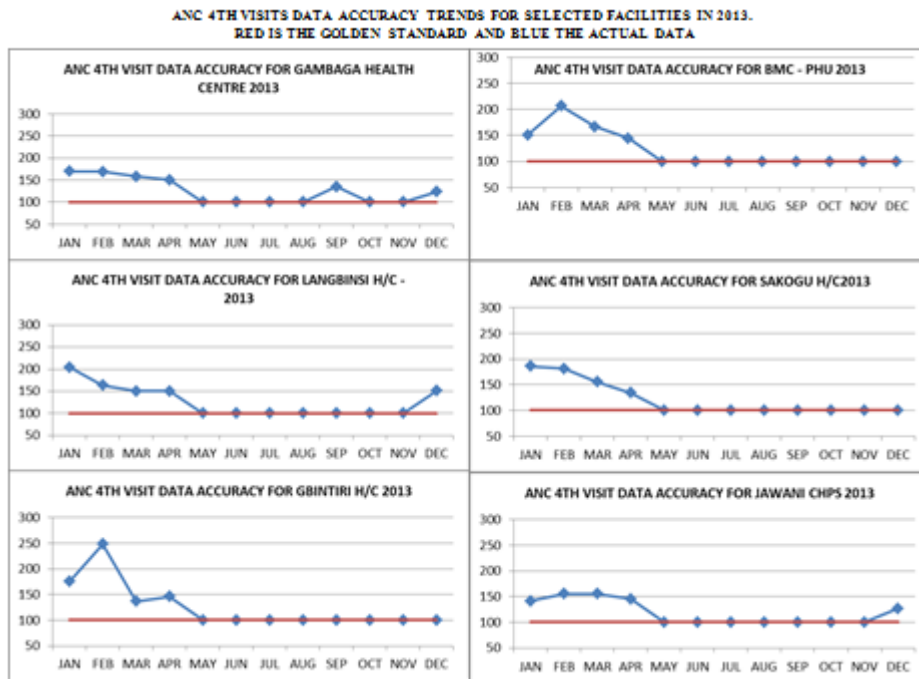 ANC 4TH VISITS DATA ACCURACY TRENDS FOR SELECTED FACILITIES IN 2013.
RED IS THE GOLDEN STANDARD AND BLUE THE ACTUAL DATA
ANC 4TH VISIT DATA ACCURACY FOR GAMBAGA HEALTH
CENTRE 2013
300
250
200
150
100
50
JAN FEB MAR APR MAY JUN JUL AUG SEP OCT NOV DEC
ANC 4TH VISIT DATA ACCURACY FOR BMC - PHU 2013
300
250
200
150
100
50
JAN FEB MAR APR MAY JUN JUL AUG SEP OCT NOV DEC
ANC 4TH VISIT DATA ACCURACY FOR LANGBINSI H/C -
2013
300
250
200
150
100
50
JAN FEB MAR APR MAY JUN JUL AUG SEP OCT NOV DEC
ANC 4TH VISIT DATA ACCURACY FOR SAKOGU H/C2013
300
250
200
150
100
50
JAN FEB MAR APR MAY JUN JUL AUG SEP OCT NOV DEC
ANC 4TH VISIT DATA ACCURACY FOR GBINTIRI H/C 2013
300
250
200
150
100
50
JAN FEB MAR APR MAY JUN JUL AUG SEP OCT NOV DEC
ANC 4TH VISIT DATA ACCURACY FOR JAWANI CHPS 2013
300
250
200
150
100
50
JAN FEB MAR APR MAY JUN JUL AUG SEP OCT NOV DEC